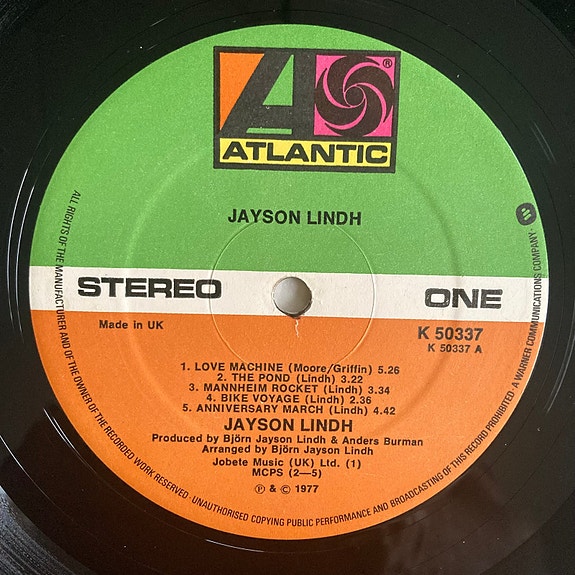 ATLANTIC
®
JAYSON LINDH
STEREO
ONE
Made in UK
K 50337
K 50337 A
1. LOVE MACHINE (Moore/Griffin) 5.26
2. THE POND (Lindh) 3.22
3. MANNHEIM ROCKET (Lindh) 3.34
4. BIKE VOYAGE (Lindh) 2.36
5. ANNIVERSARY MARCH (Lindh) 4.42
JAYSON LINDH
Produced by Björn Jayson Lindh & Anders Burman
Arranged by Björn Jayson Lindh
Jobete Music (UK) Ltd. (1)
MCPS (2—5)
℗ & © 1977
ALL RIGHTS OF THE MANUFACTURER AND OF THE OWNER OF THE RECORDED WORK RESERVED · UNAUTHORISED COPYING PUBLIC PERFORMANCE AND BROADCASTING OF THIS RECORD PROHIBITED · A WARNER COMMUNICATIONS COMPANY